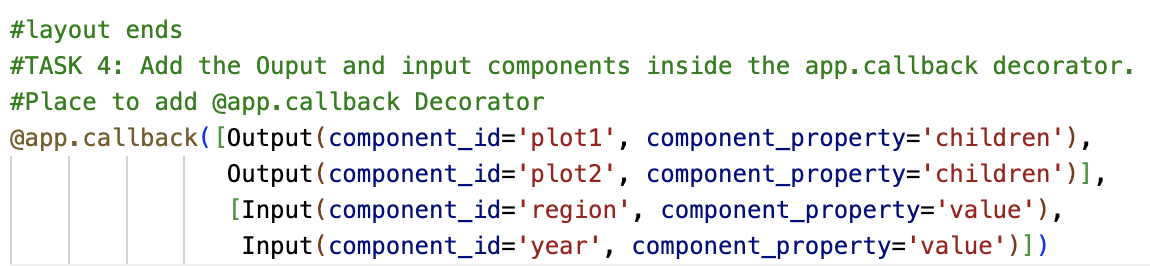 #layout ends
#TASK 4: Add the Ouput and input components inside the app.callback decorator.
#Place to add @app.callback Decorator
@app.callback([Output(component_id='plot1', component_property='children'),
Output(component_id='plot2', component_property='children')],
[Input(component_id='region', component_property='value'),
Input(component_id='year', component_property='value')])